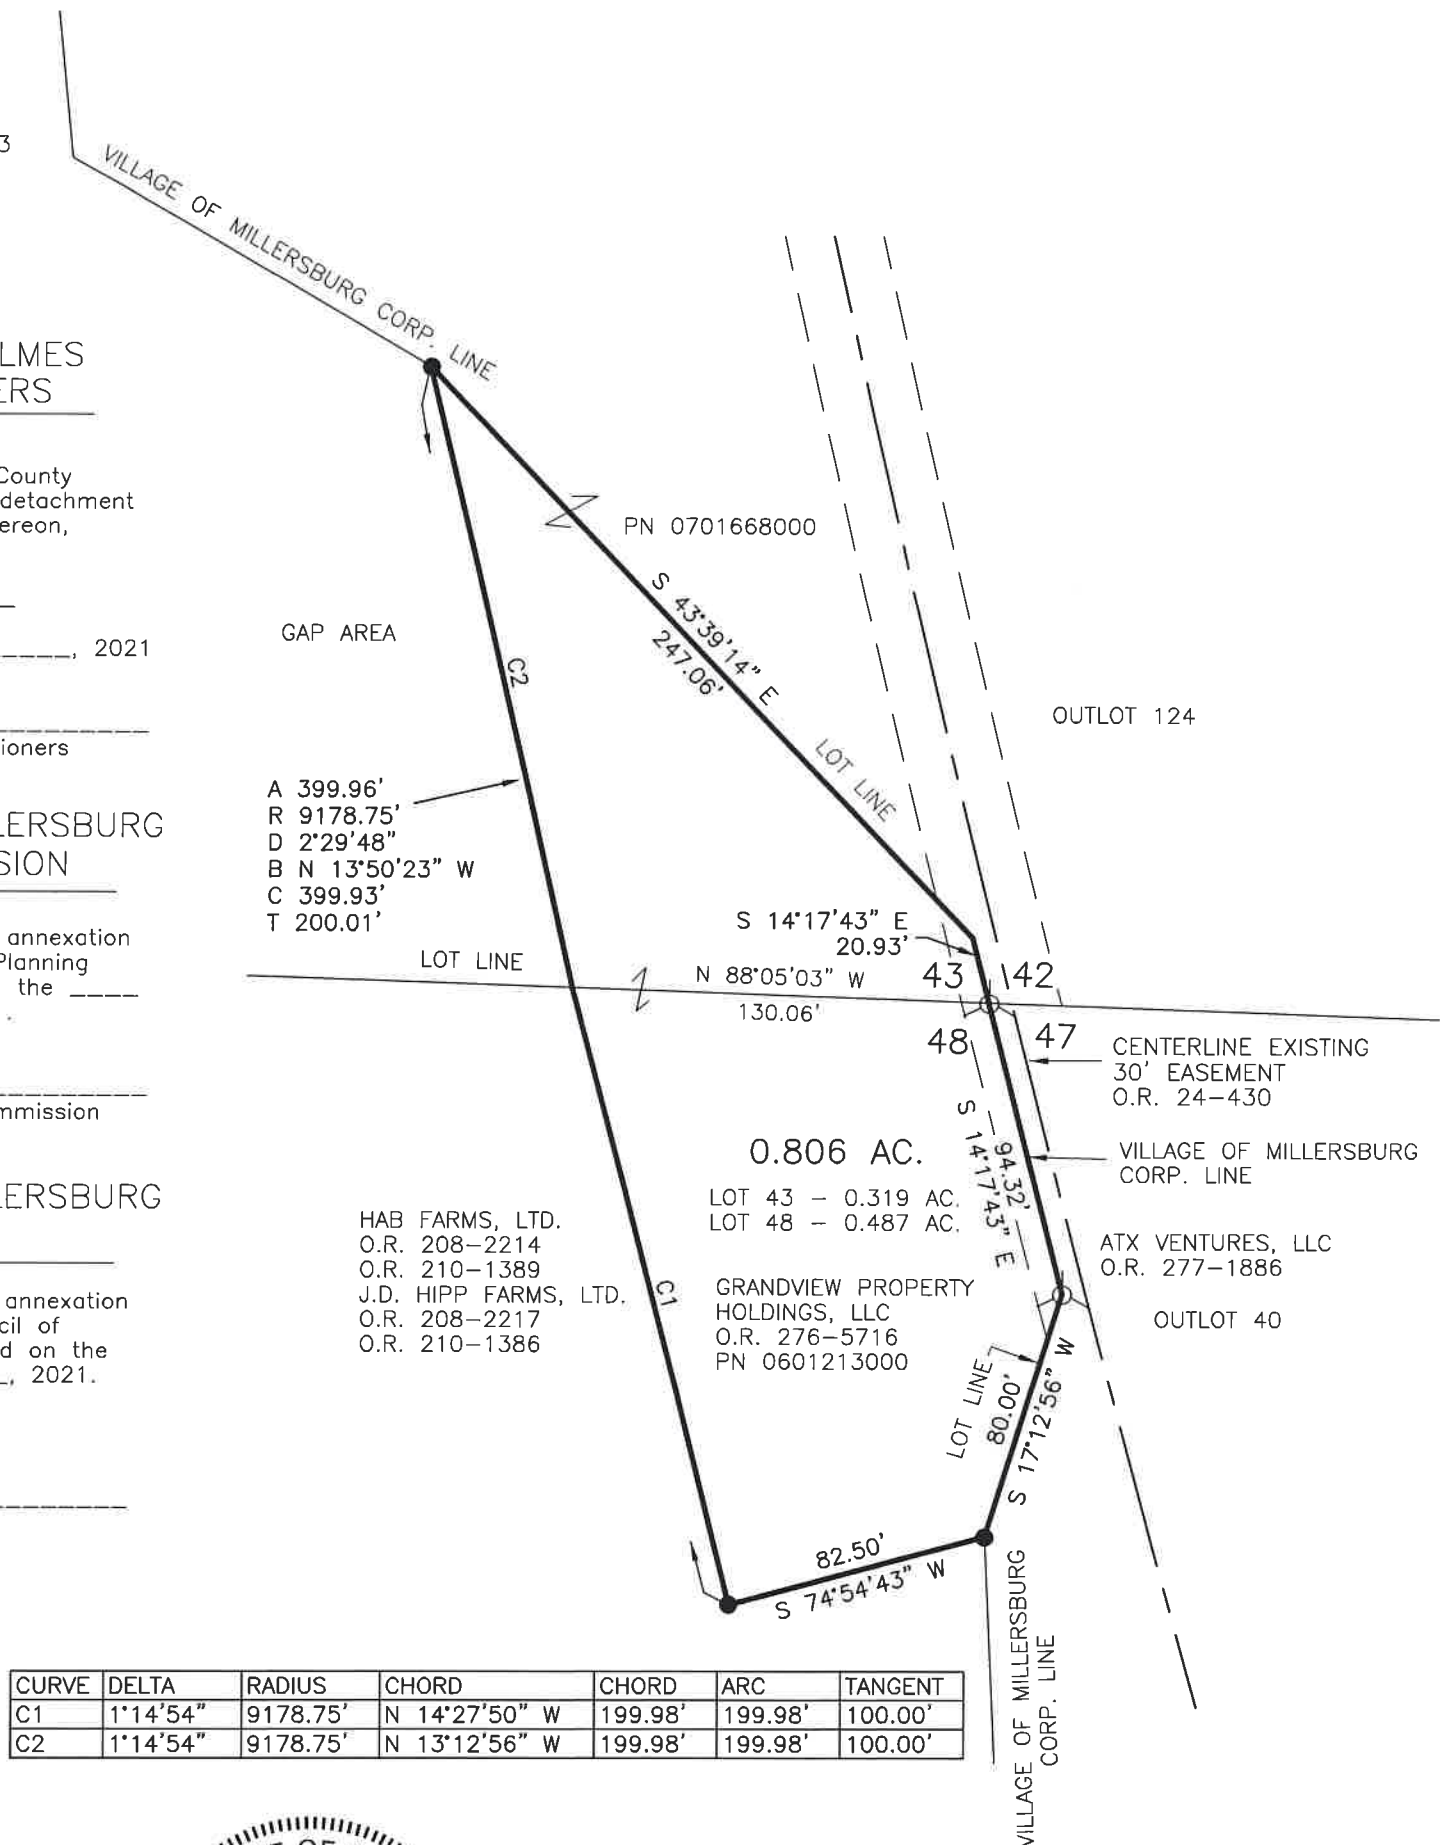 3
VILLAGE OF MILLERSBURG CORP. LINE
LMES
ERS
County
detachment
ereon,
____, 2021
ioners
LERSBURG
SION
annexation
Planning
the ____
.
mmission
LERSBURG
annexation
cil of
d on the
_, 2021.
PN 0701668000
S 43°39'14" E
247.06'
GAP AREA
C2
OUTLOT 124
LOT LINE
A 399.96'
R 9178.75'
D 2°29'48"
B N 13°50'23" W
C 399.93'
T 200.01'
S 14°17'43" E
20.93'
LOT LINE
N 88°05'03" W
130.06'
43
42
48
47
CENTERLINE EXISTING
30' EASEMENT
O.R. 24-430
S 14°17'43" E
94.32'
VILLAGE OF MILLERSBURG
CORP. LINE
0.806 AC.
LOT 43 - 0.319 AC.
LOT 48 - 0.487 AC.
HAB FARMS, LTD.
O.R. 208-2214
O.R. 210-1389
J.D. HIPP FARMS, LTD.
O.R. 208-2217
O.R. 210-1386
C1
GRANDVIEW PROPERTY
HOLDINGS, LLC
O.R. 276-5716
PN 0601213000
ATX VENTURES, LLC
O.R. 277-1886
OUTLOT 40
LOT LINE
80.00'
S 17°12'56" W
82.50'
S 74°54'43" W
VILLAGE OF MILLERSBURG
CORP. LINE
CURVE DELTA RADIUS CHORD CHORD ARC TANGENT
C1 1°14'54" 9178.75' N 14°27'50" W 199.98' 199.98' 100.00'
C2 1°14'54" 9178.75' N 13°12'56" W 199.98' 199.98' 100.00'
OF